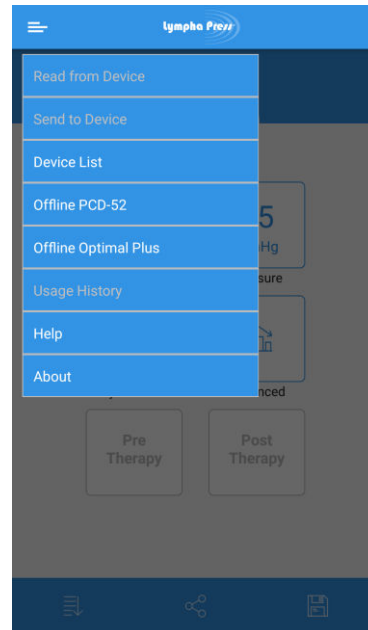 Lympha Press
Read from Device
Send to Device
Device List
Offline PCD-52
Offline Optimal Plus
Usage History
Help
About
5
Hg
sure
nced
Pre
Therapy
Post
Therapy